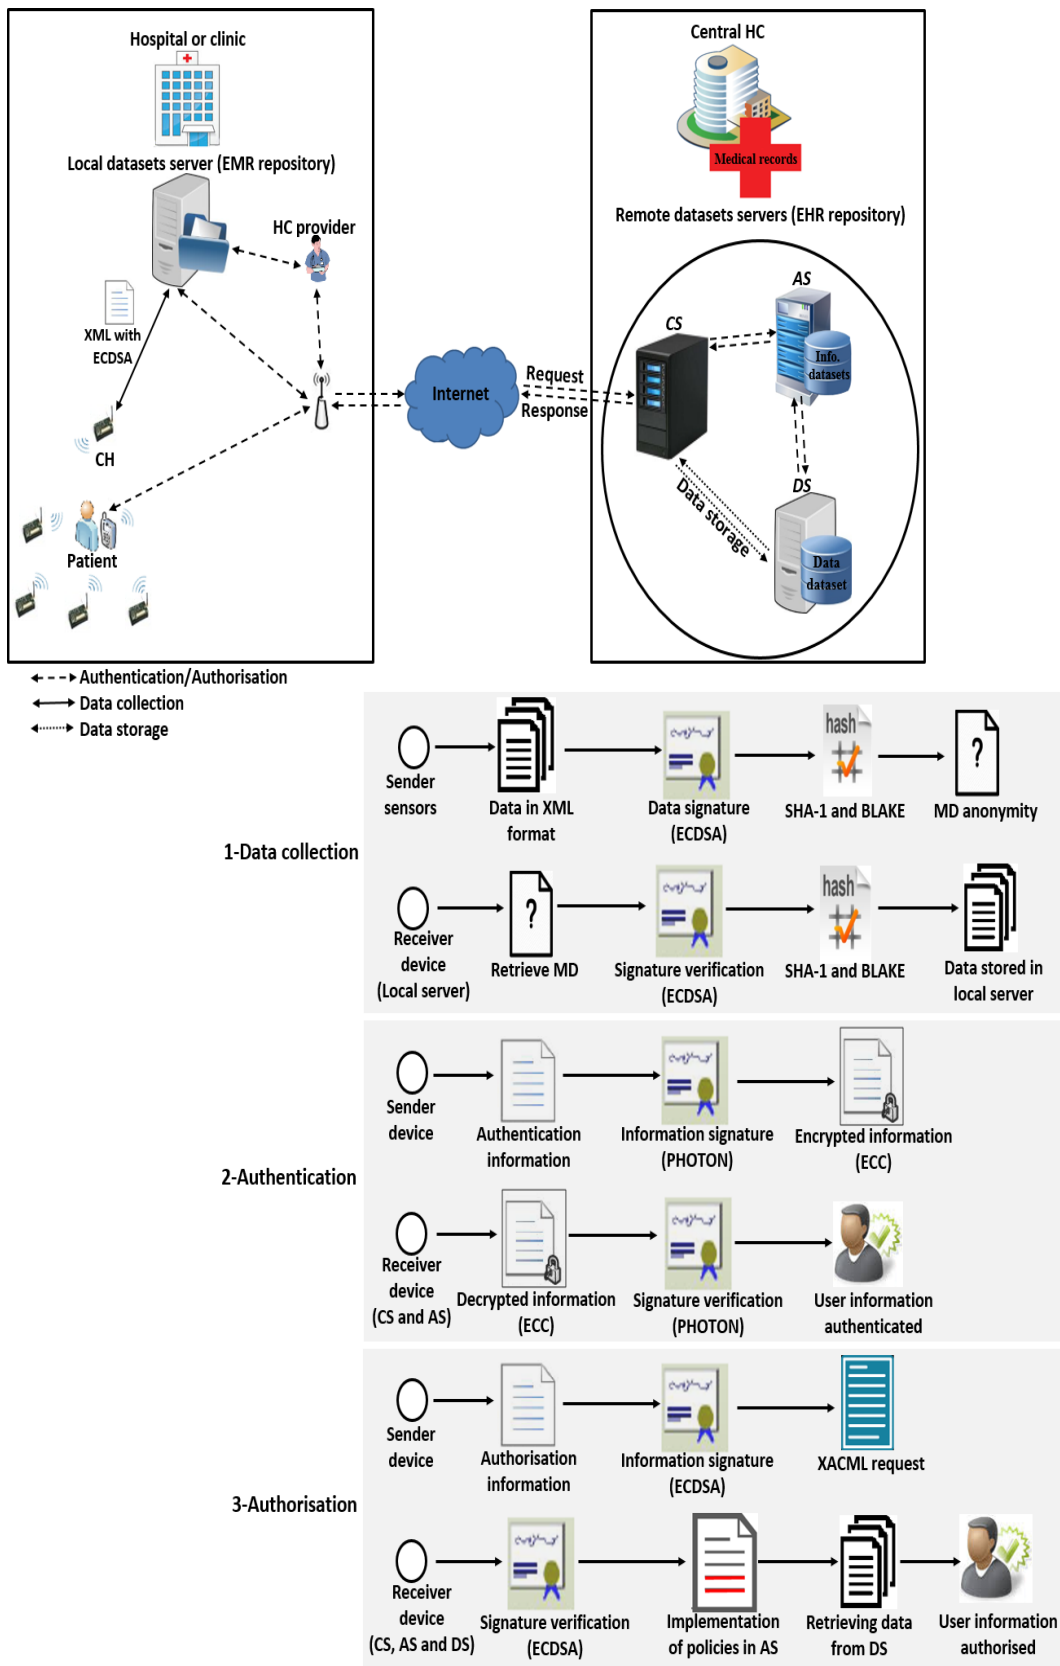 Hospital or clinic
Local datasets server (EMR repository)
HC provider
XML with
ECDSA
CH
Patient
Internet
Request
Response
Central HC
Medical records
Remote datasets servers (EHR repository)
AS
CS
Info.
datasets
DS
Data storage
Data
dataset
Authentication/Authorisation
Data collection
Data storage
1-Data collection
Sender
sensors
Data in XML
format
Data signature
(ECDSA)
hash
SHA-1 and BLAKE
?
MD anonymity
Receiver
device
(Local server)
?
Retrieve MD
Signature verification
(ECDSA)
hash
SHA-1 and BLAKE
Data stored in
local server
2-Authentication
Sender
device
Authentication
information
Information signature
(PHOTON)
Encrypted information
(ECC)
Receiver
device
(CS and AS)
Decrypted information
(ECC)
Signature verification
(PHOTON)
User information
authenticated
3-Authorisation
Sender
device
Authorisation
information
Information signature
(ECDSA)
XACML request
Receiver
device
(CS, AS and DS)
Signature verification
(ECDSA)
Implementation
of policies in AS
Retrieving data
from DS
User information
authorised